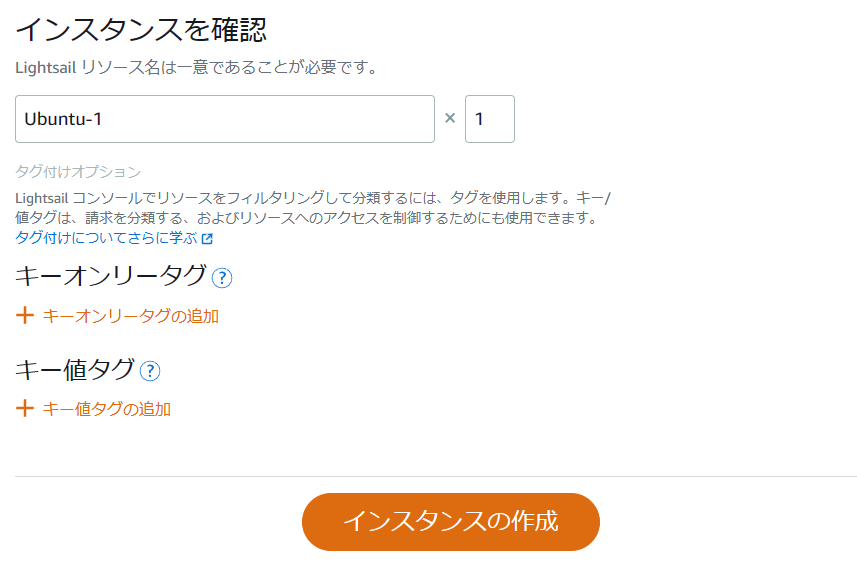 インスタンスを確認
Lightsail リソース名は一意であることが必要です。
Ubuntu-1 × 1
タグ付けオプション
Lightsail コンソールでリソースをフィルタリングして分類するには、タグを使用します。キー/
値タグは、請求を分類する、およびリソースへのアクセスを制御するためにも使用できます。
タグ付けについてさらに学ぶ
キーオンリータグ ?
+ キーオンリータグの追加
キー値タグ ?
+ キー値タグの追加
インスタンスの作成